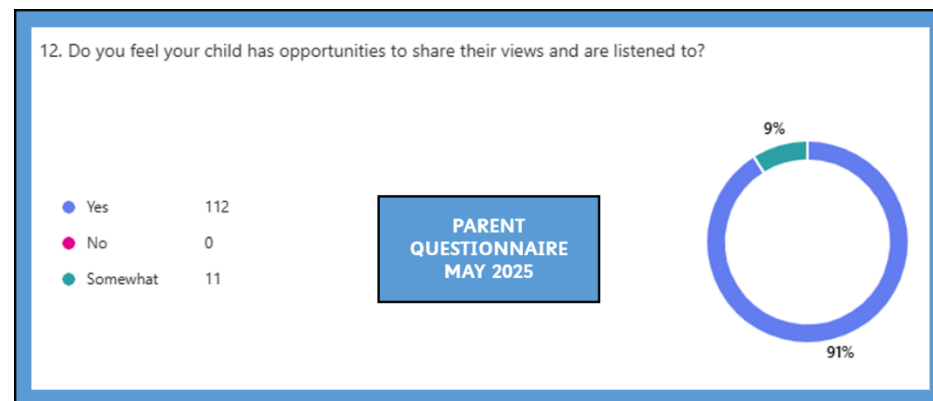 12. Do you feel your child has opportunities to share their views and are listened to?
9%
Yes 112
No 0
Somewhat 11
PARENT
QUESTIONNAIRE
MAY 2025
91%